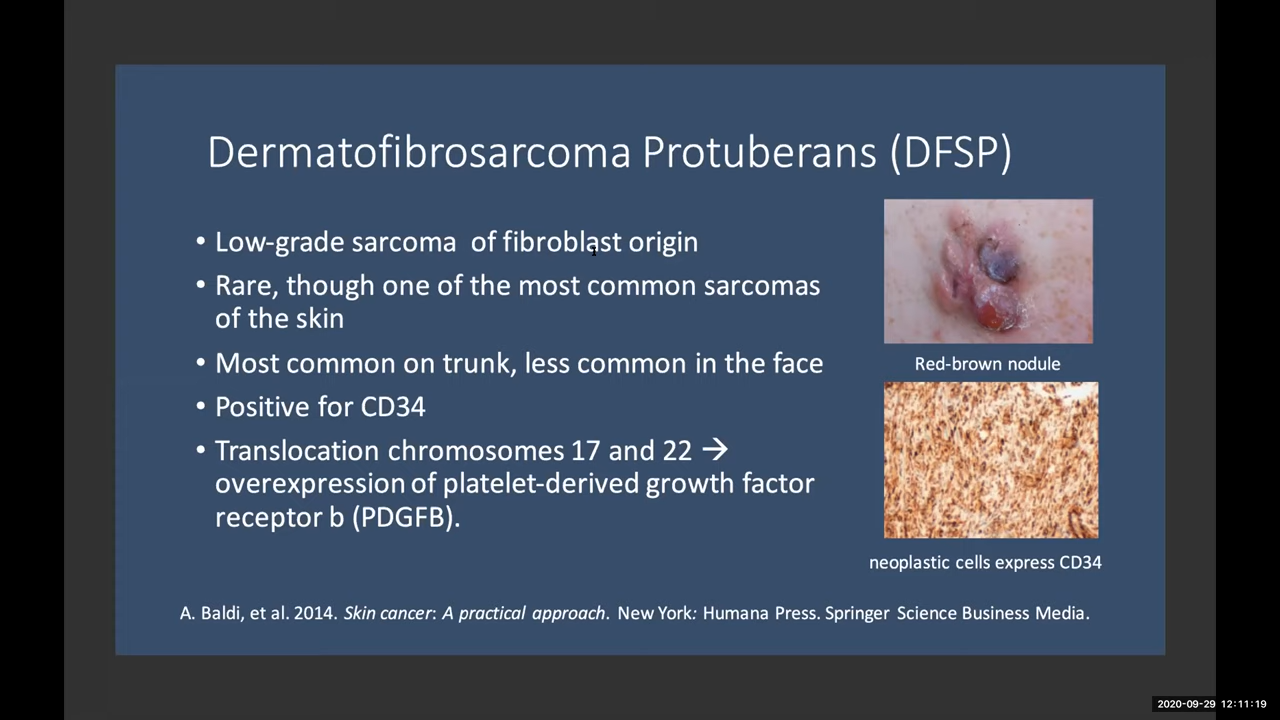 Dermatofibrosarcoma Protuberans (DFSP)
• Low-grade sarcoma of fibroblast origin
• Rare, though one of the most common sarcomas
of the skin
• Most common on trunk, less common in the face
• Positive for CD34
• Translocation chromosomes 17 and 22 →
overexpression of platelet-derived growth factor
receptor b (PDGFB).
Red-brown nodule
neoplastic cells express CD34
A. Baldi, et al. 2014. Skin cancer: A practical approach. New York: Humana Press. Springer Science Business Media.
2020-09-29 12:11:19